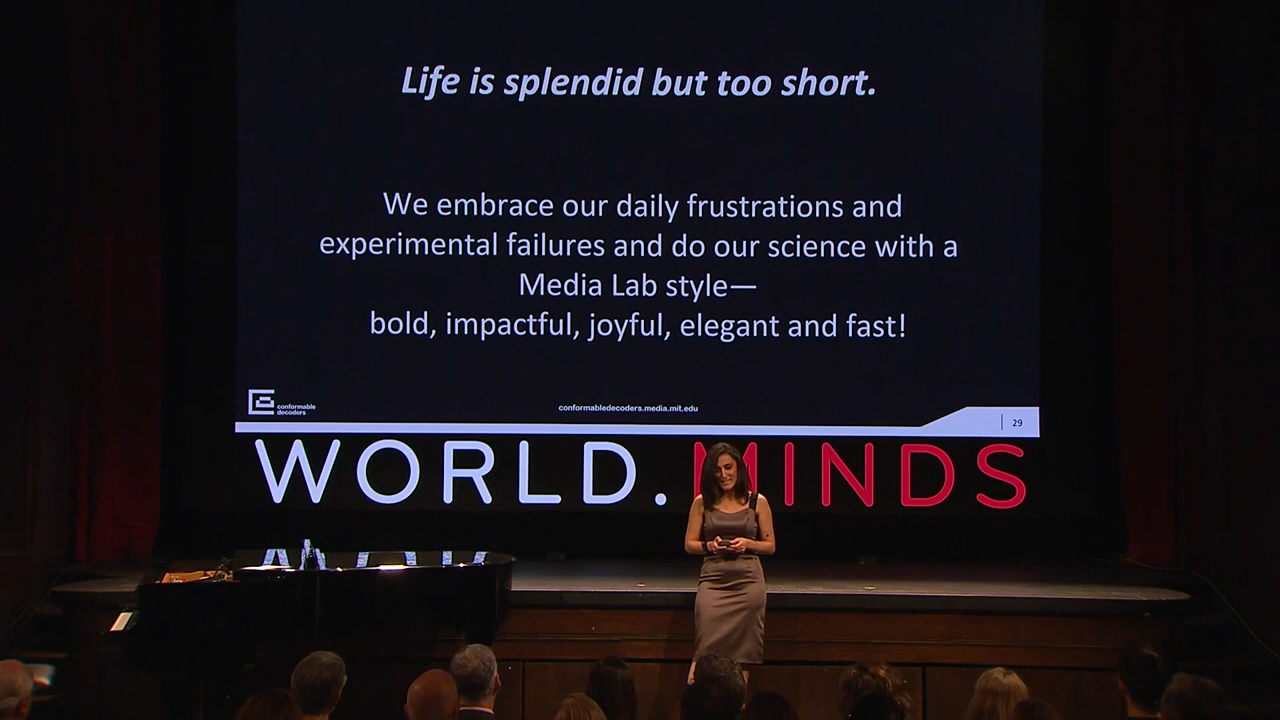 Life is splendid but too short.
We embrace our daily frustrations and
experimental failures and do our science with a
Media Lab style—
bold, impactful, joyful, elegant and fast!
conformable
decoders
conformabledecoders.media.mit.edu
29
WORLD.MINDS